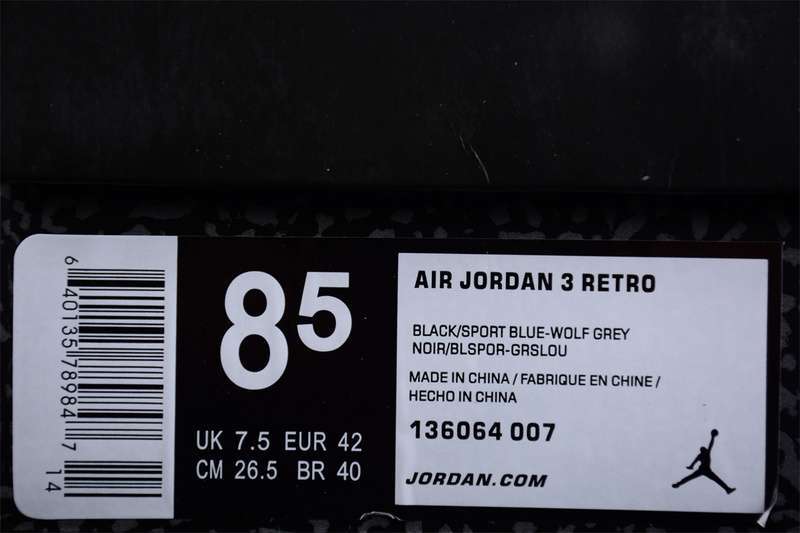 6 40135 78984 7
14
8.5
UK 7.5 EUR 42
CM 26.5 BR 40
AIR JORDAN 3 RETRO
BLACK/SPORT BLUE-WOLF GREY
NOIR/BLSPOR-GRSLOU
MADE IN CHINA / FABRIQUE EN CHINE /
HECHO IN CHINA
136064 007
JORDAN.COM